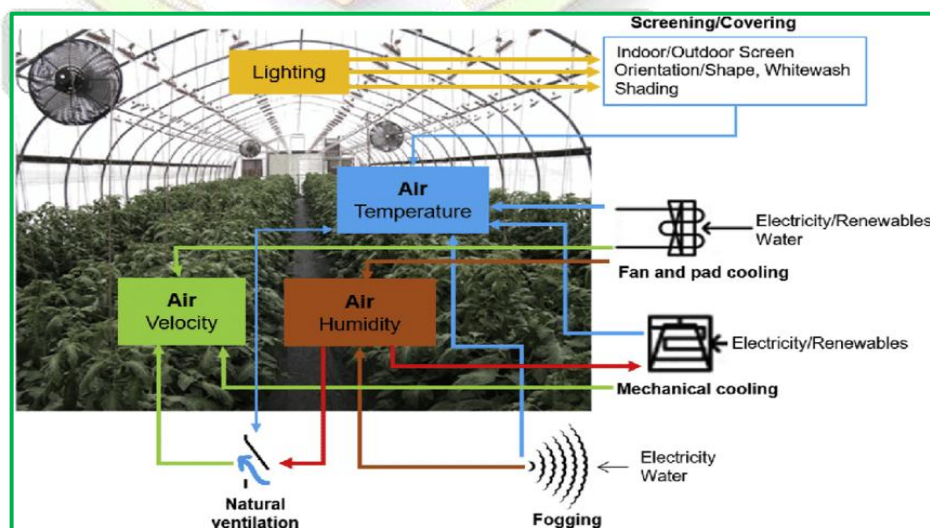 Screening/Covering
Lighting
Indoor/Outdoor Screen
Orientation/Shape, Whitewash
Shading
Air
Temperature
Electricity/Renewables
Water
Fan and pad cooling
Air
Velocity
Air
Humidity
Electricity/Renewables
Mechanical cooling
Natural
ventilation
Electricity
Water
Fogging